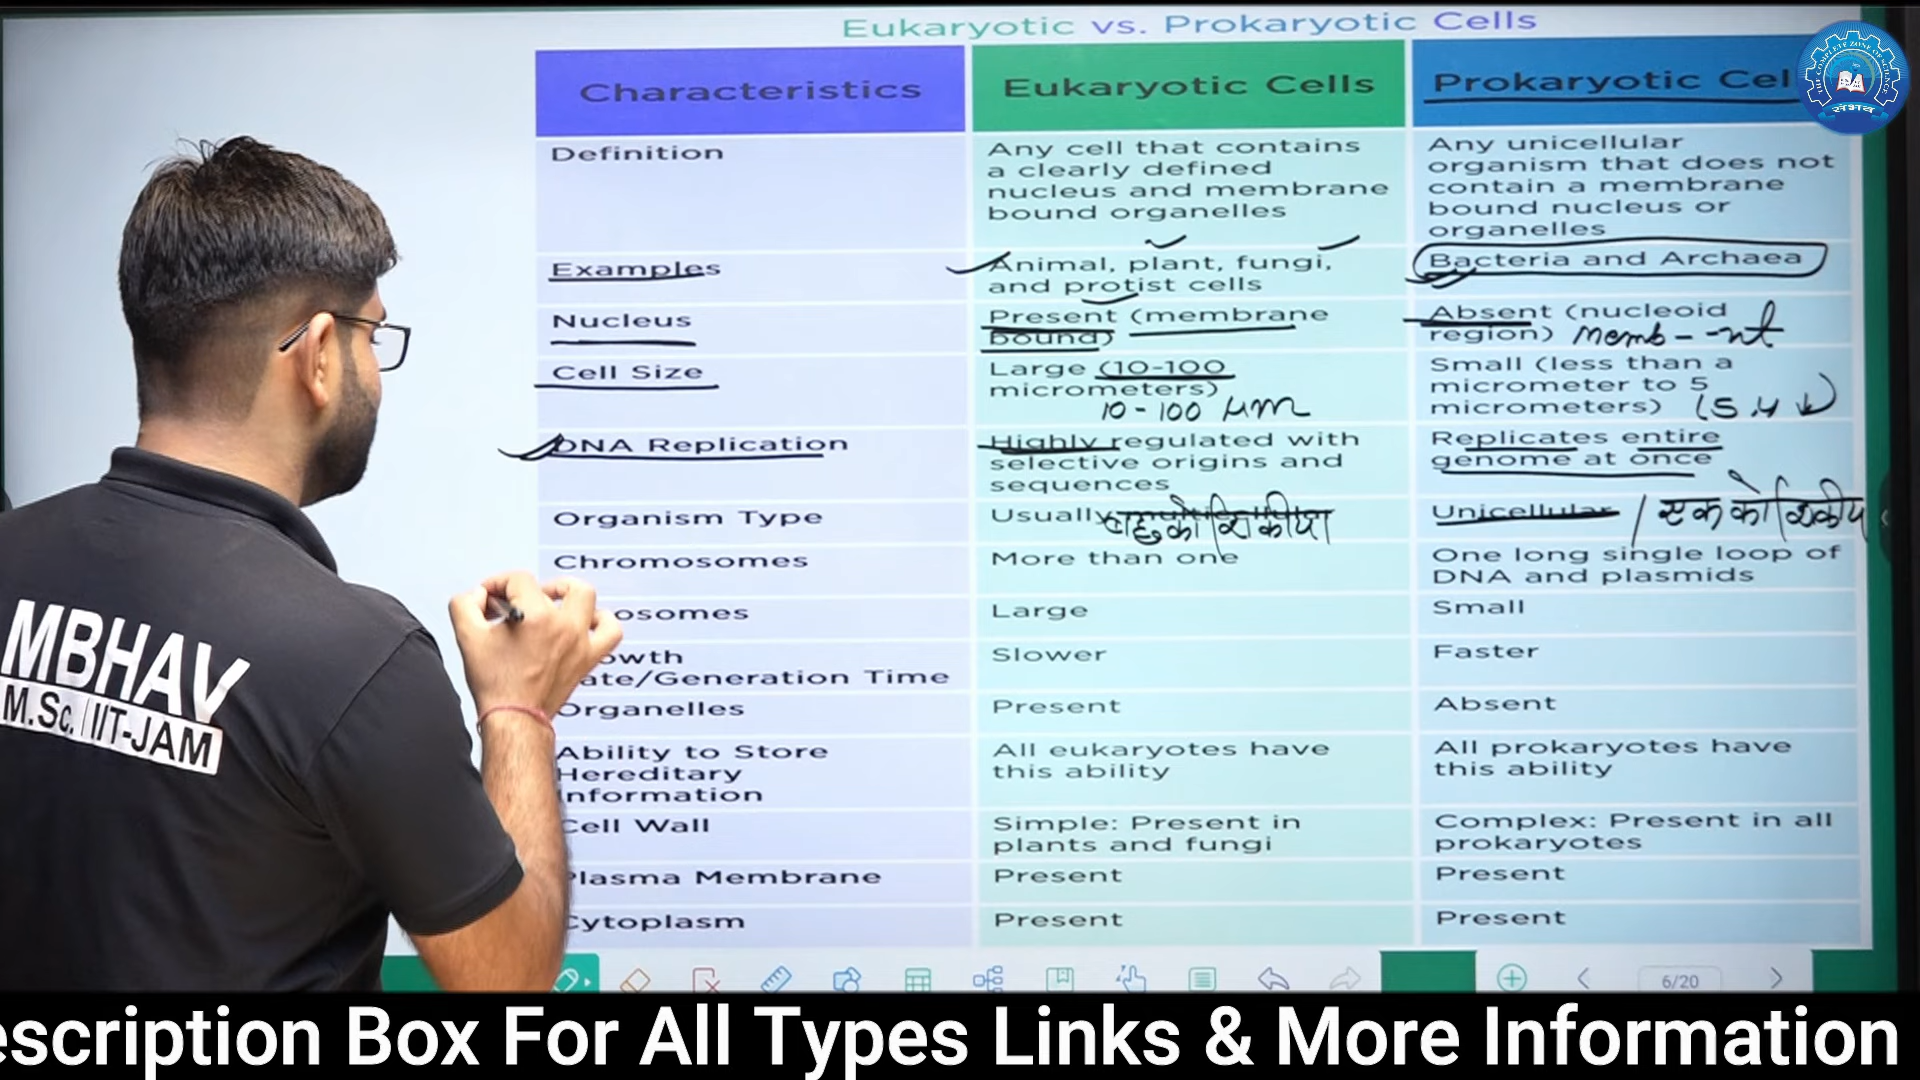 Eukaryotic vs. Prokaryotic Cells
Characteristics
Eukaryotic Cells
Prokaryotic Cel
THE COMPLETE ZONE OF SCIENCE
संभव
Definition
Any cell that contains
a clearly defined
nucleus and membrane
bound organelles
Any unicellular
organism that does not
contain a membrane
bound nucleus or
organelles
Examples
Animal, plant, fungi,
and protist cells
Bacteria and Archaea
Nucleus
Present (membrane
bound)
Absent (nucleoid
region) memb- -nt
Cell Size
Large (10-100
micrometers)
10-100 μm
Small (less than a
micrometer to 5
micrometers)
DNA Replication
Highly regulated with
selective origins and
sequences
Replicates entire
genome at once
Organism Type
Usually बाहुकोशिकीया
Unicellular / एककोशिकीय
Chromosomes
More than one
One long single loop of
DNA and plasmids
osomes
Large
Small
owth
ate/Generation Time
Slower
Faster
Organelles
Present
Absent
Ability to Store
Hereditary
nformation
All eukaryotes have
this ability
All prokaryotes have
this ability
Cell Wall
Simple: Present in
plants and fungi
Complex: Present in all
prokaryotes
Plasma Membrane
Present
Present
Cytoplasm
Present
Present
6/20
MBHAV
M.Sc. IIT-JAM
escription Box For All Types Links & More Information